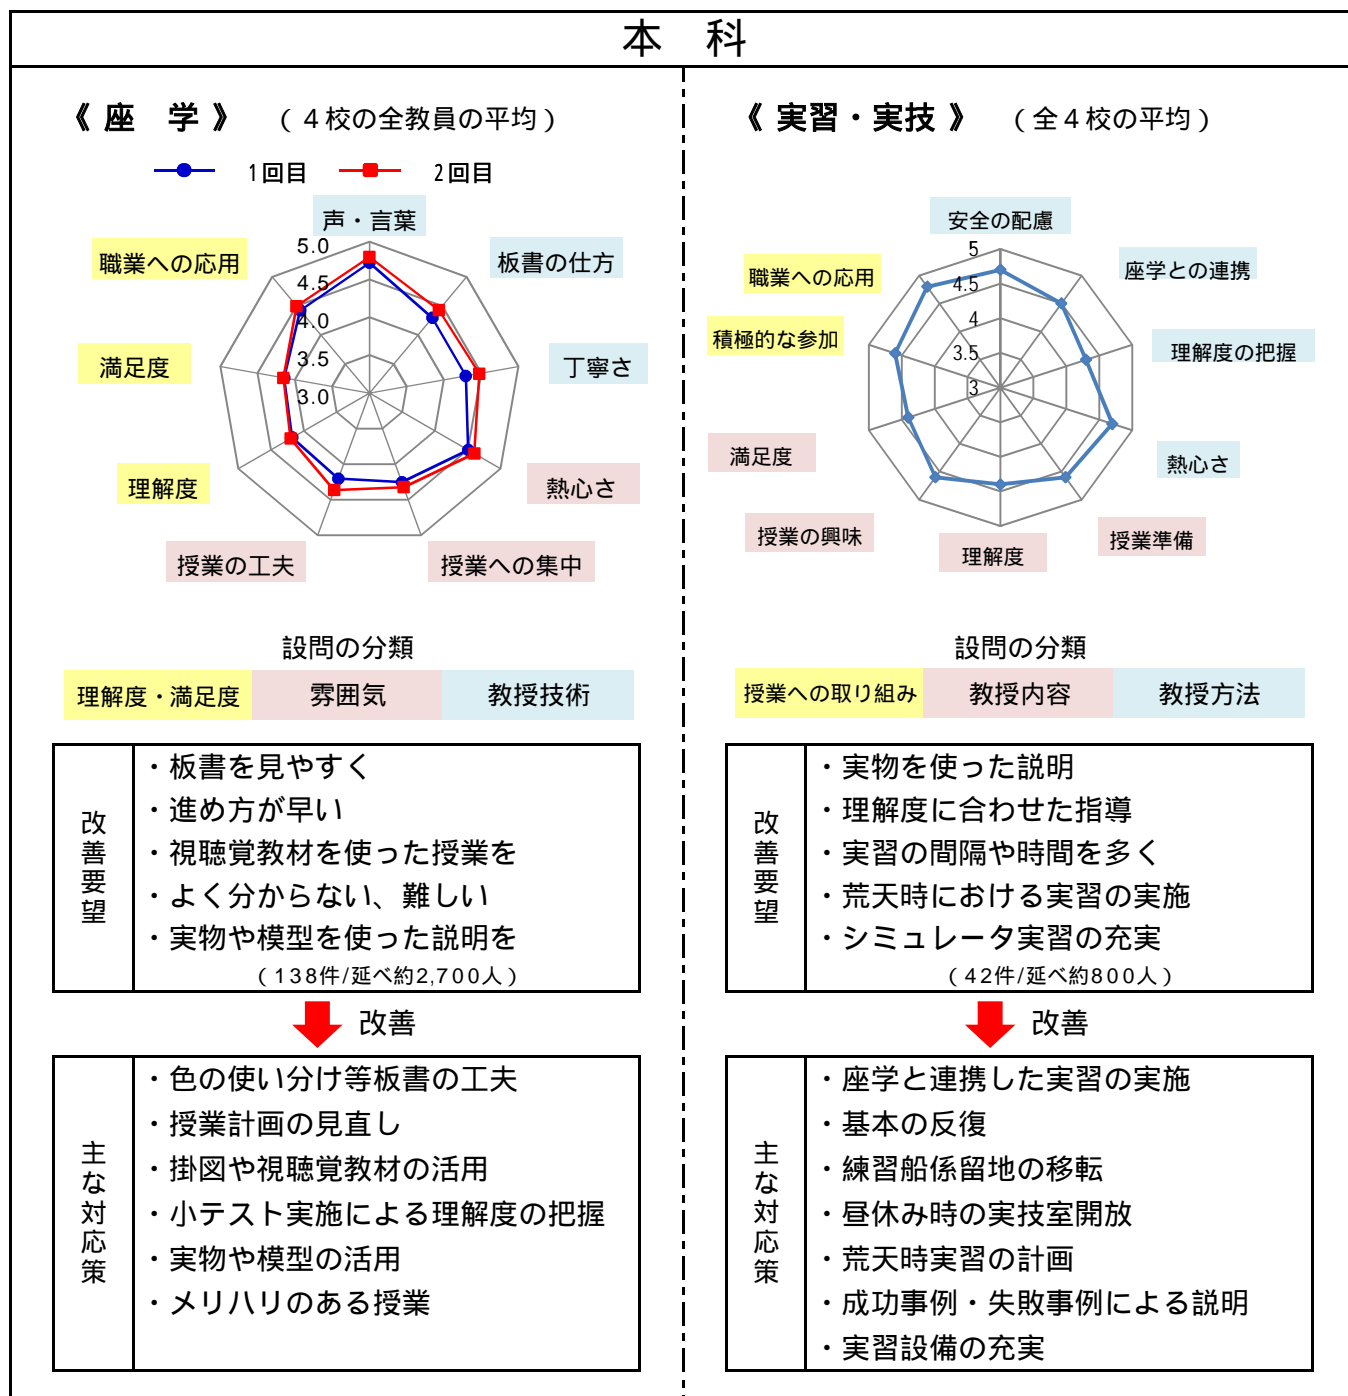 本　科
《 座　学 》　（４校の全教員の平均）
1回目　2回目
声・言葉
板書の仕方
丁寧さ
熱心さ
授業への集中
授業の工夫
理解度
満足度
職業への応用
5.0
4.5
4.0
3.5
3.0
設問の分類
理解度・満足度　雰囲気　教授技術
改善要望
・板書を見やすく
・進め方が早い
・視聴覚教材を使った授業を
・よく分からない、難しい
・実物や模型を使った説明を
（138件/延べ約2,700人）
改善
主な対応策
・色の使い分け等板書の工夫
・授業計画の見直し
・掛図や視聴覚教材の活用
・小テスト実施による理解度の把握
・実物や模型の活用
・メリハリのある授業
《 実習・実技 》　（全４校の平均）
安全の配慮
座学との連携
理解度の把握
熱心さ
授業準備
理解度
授業の興味
満足度
積極的な参加
職業への応用
5
4.5
4
3.5
3
設問の分類
授業への取り組み　教授内容　教授方法
改善要望
・実物を使った説明
・理解度に合わせた指導
・実習の間隔や時間を多く
・荒天時における実習の実施
・シミュレータ実習の充実
（42件/延べ約800人）
改善
主な対応策
・座学と連携した実習の実施
・基本の反復
・練習船係留地の移転
・昼休み時の実技室開放
・荒天時実習の計画
・成功事例・失敗事例による説明
・実習設備の充実